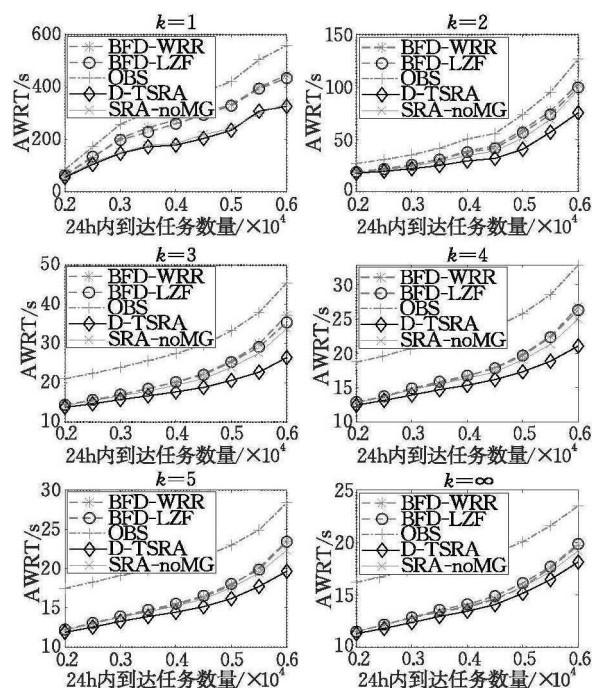 k=1
k=2
600
400
200
0
AWRT/s
BFD-WRR
BFD-LZF
OBS
D-TSRA
SRA-noMG
0.2 0.3 0.4 0.5 0.6
24h内到达任务数量/×10⁴
150
100
50
0
AWRT/s
BFD-WRR
BFD-LZF
OBS
D-TSRA
SRA-noMG
0.2 0.3 0.4 0.5 0.6
24h内到达任务数量/×10⁴
k=3
k=4
50
40
30
20
10
AWRT/s
BFD-WRR
BFD-LZF
OBS
D-TSRA
SRA-noMG
0.2 0.3 0.4 0.5 0.6
24h内到达任务数量/×10⁴
30
25
20
15
10
AWRT/s
BFD-WRR
BFD-LZF
OBS
D-TSRA
SRA-noMG
0.2 0.3 0.4 0.5 0.6
24h内到达任务数量/×10⁴
k=5
k=∞
30
25
20
15
10
AWRT/s
BFD-WRR
BFD-LZF
OBS
D-TSRA
SRA-noMG
0.2 0.3 0.4 0.5 0.6
24h内到达任务数量/×10⁴
25
20
15
10
AWRT/s
BFD-WRR
BFD-LZF
OBS
D-TSRA
SRA-noMG
0.2 0.3 0.4 0.5 0.6
24h内到达任务数量/×10⁴